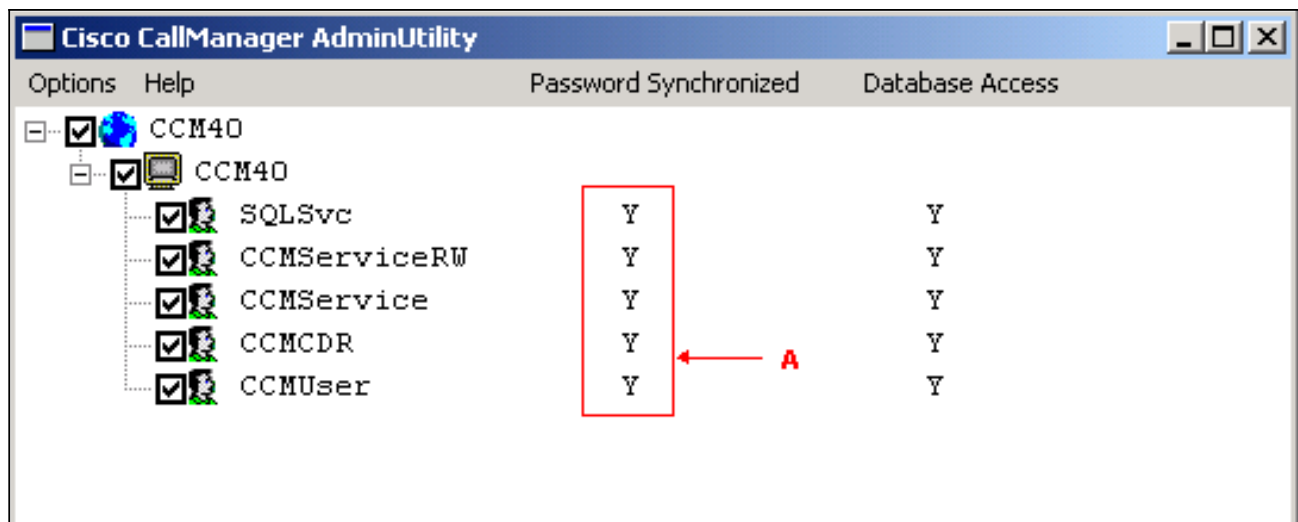 Cisco CallManager AdminUtility
Options Help Password Synchronized Database Access
CCM40
CCM40
SQLSvc Y Y
CCMServiceRW Y Y
CCMService Y Y
CCMCDR Y Y
A
CCMUser Y Y